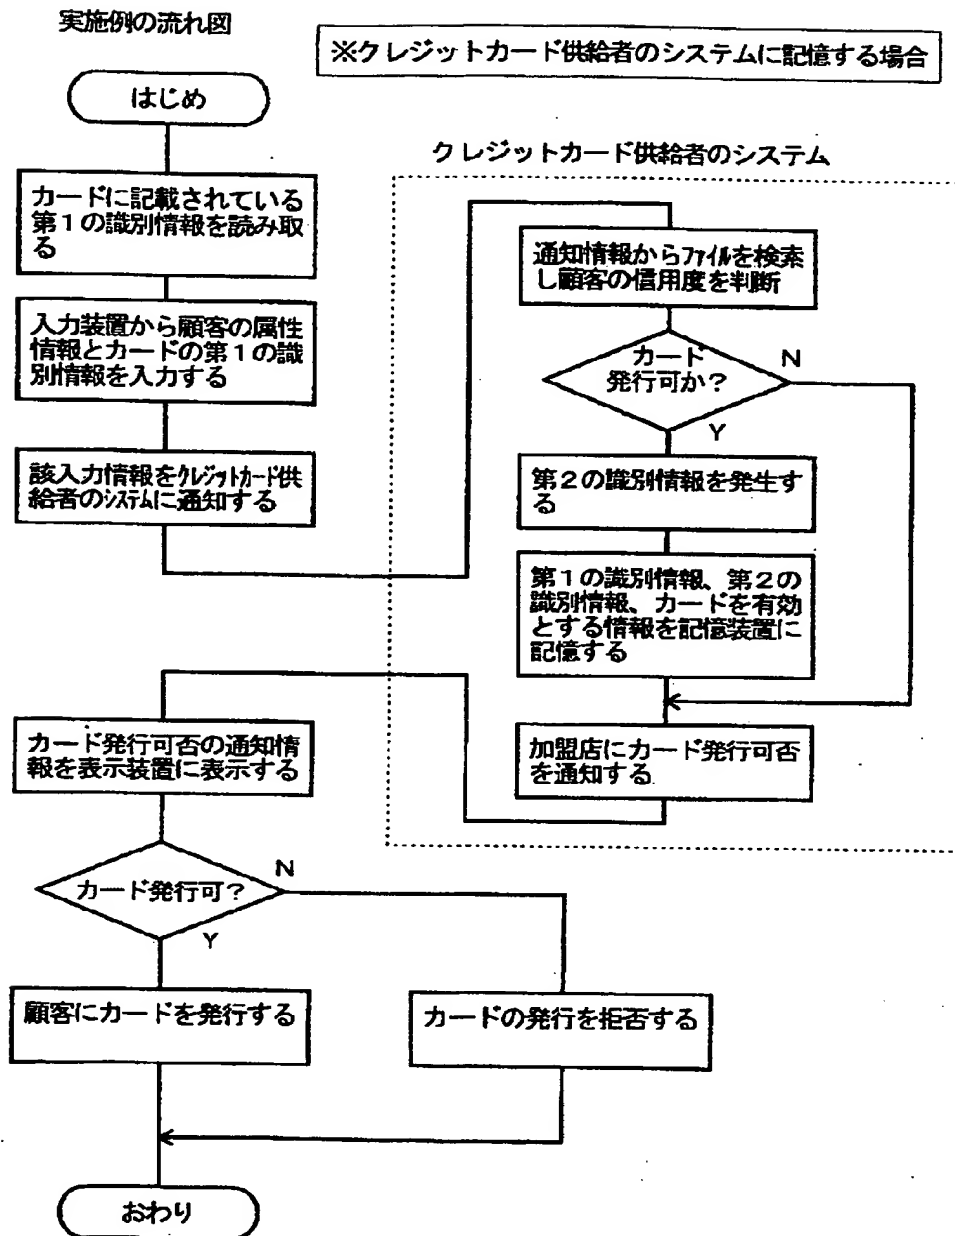 実施例の流れ図
※クレジットカード供給者のシステムに記憶する場合
はじめ
カードに記載されている
第1の識別情報を読み取
る
入力装置から顧客の属性
情報とカードの第1の識
別情報を入力する
該入力情報をクレジットカード供
給者のシステムに通知する
クレジットカード供給者のシステム
通知情報からファイルを検索
し顧客の信用度を判断
カード
発行可か?
N
Y
第2の識別情報を発生す
る
第1の識別情報、第2の
識別情報、カードを有効
とする情報を記憶装置に
記憶する
加盟店にカード発行可否
を通知する
カード発行可否の通知情
報を表示装置に表示する
カード発行可?
N
Y
顧客にカードを発行する
カードの発行を拒否する
おわり